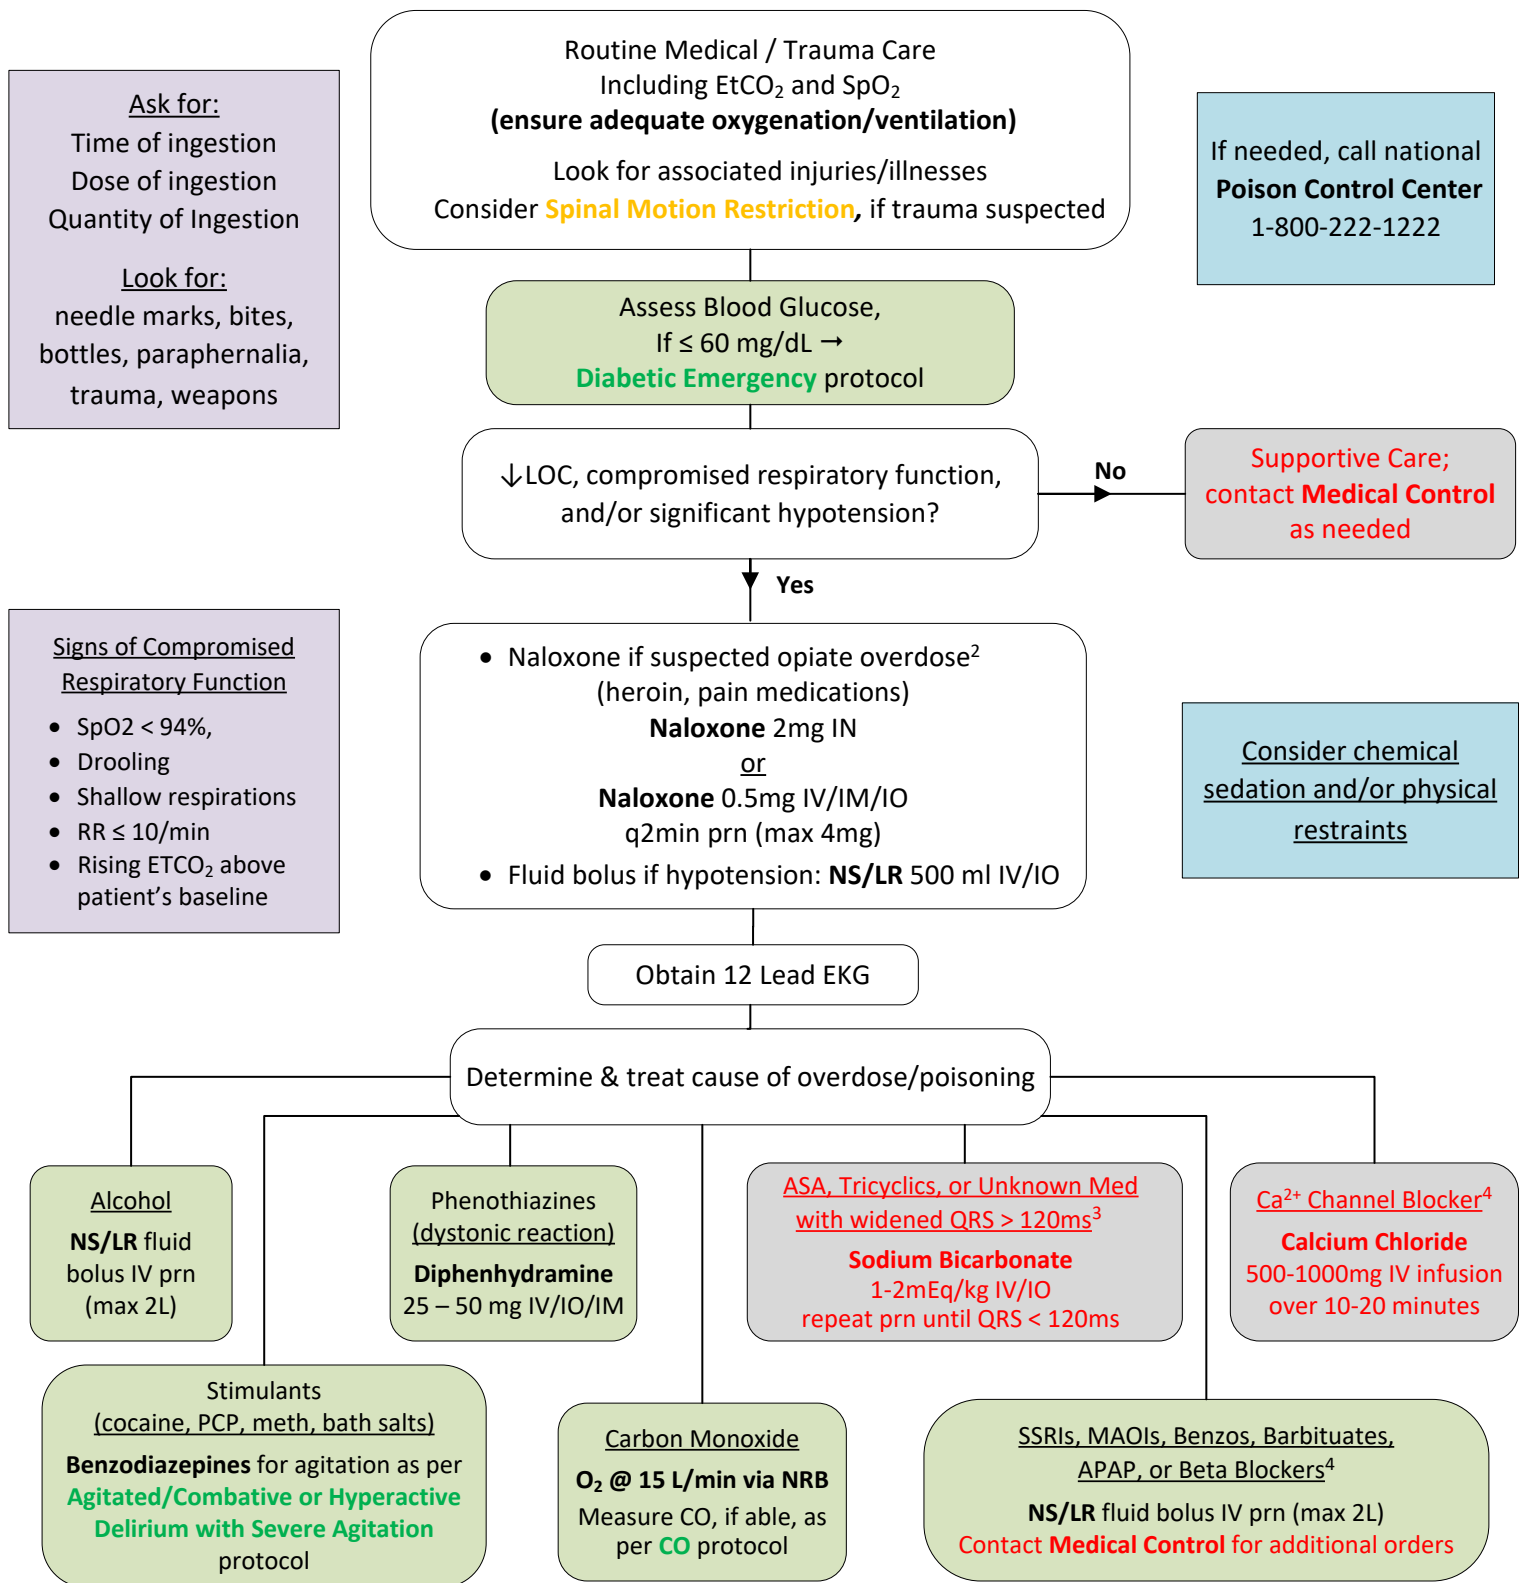 Routine Medical / Trauma Care
Including EtCO₂ and SpO₂
(ensure adequate oxygenation/ventilation)
Look for associated injuries/illnesses
Consider Spinal Motion Restriction, if trauma suspected
Ask for:
Time of ingestion
Dose of ingestion
Quantity of Ingestion
Look for:
needle marks, bites,
bottles, paraphernalia,
trauma, weapons
If needed, call national
Poison Control Center
1-800-222-1222
Assess Blood Glucose,
If ≤ 60 mg/dL →
Diabetic Emergency protocol
↓LOC, compromised respiratory function,
and/or significant hypotension?
No
Supportive Care;
contact Medical Control
as needed
Yes
Signs of Compromised
Respiratory Function
• SpO2 < 94%,
• Drooling
• Shallow respirations
• RR ≤ 10/min
• Rising ETCO₂ above
patient's baseline
• Naloxone if suspected opiate overdose²
(heroin, pain medications)
Naloxone 2mg IN
or
Naloxone 0.5mg IV/IM/IO
q2min prn (max 4mg)
• Fluid bolus if hypotension: NS/LR 500 ml IV/IO
Consider chemical
sedation and/or physical
restraints
Obtain 12 Lead EKG
Determine & treat cause of overdose/poisoning
Alcohol
NS/LR fluid
bolus IV prn
(max 2L)
Phenothiazines
(dystonic reaction)
Diphenhydramine
25 – 50 mg IV/IO/IM
ASA, Tricyclics, or Unknown Med
with widened QRS > 120ms³
Sodium Bicarbonate
1-2mEq/kg IV/IO
repeat prn until QRS < 120ms
Ca²⁺ Channel Blocker⁴
Calcium Chloride
500-1000mg IV infusion
over 10-20 minutes
Stimulants
(cocaine, PCP, meth, bath salts)
Benzodiazepines for agitation as per
Agitated/Combative or Hyperactive
Delirium with Severe Agitation
protocol
Carbon Monoxide
O₂ @ 15 L/min via NRB
Measure CO, if able, as
per CO protocol
SSRIs, MAOIs, Benzos, Barbituates,
APAP, or Beta Blockers⁴
NS/LR fluid bolus IV prn (max 2L)
Contact Medical Control for additional orders